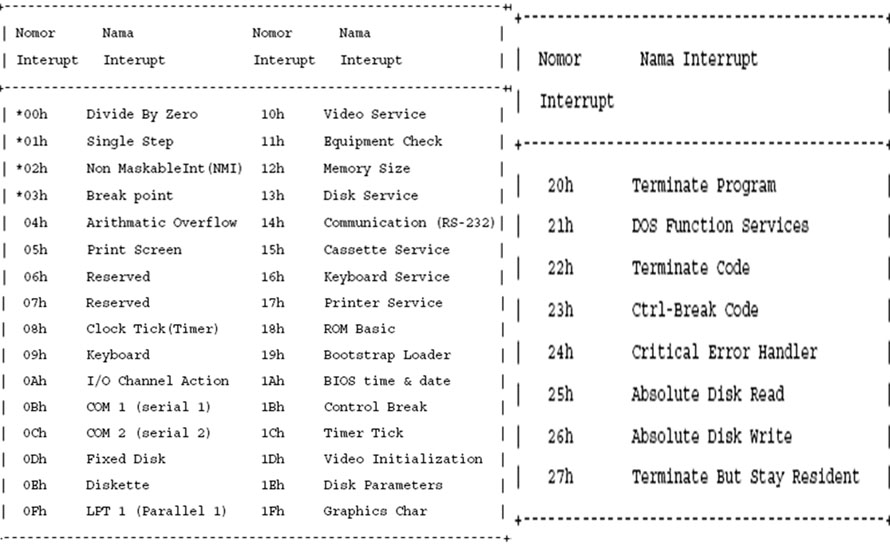 Nomor Nama Nomor Nama
Interupt Interupt Interupt Interupt
*00h Divide By Zero 10h Video Service
*01h Single Step 11h Equipment Check
*02h Non MaskableInt(NMI) 12h Memory Size
*03h Break point 13h Disk Service
04h Arithmatic Overflow 14h Communication (RS-232)
05h Print Screen 15h Cassette Service
06h Reserved 16h Keyboard Service
07h Reserved 17h Printer Service
08h Clock Tick(Timer) 18h ROM Basic
09h Keyboard 19h Bootstrap Loader
0Ah I/O Channel Action 1Ah BIOS time & date
0Bh COM 1 (serial 1) 1Bh Control Break
0Ch COM 2 (serial 2) 1Ch Timer Tick
0Dh Fixed Disk 1Dh Video Initialization
0Eh Diskette 1Eh Disk Parameters
0Fh LPT 1 (Parallel 1) 1Fh Graphics Char
Nomor Nama Interrupt
Interrupt
20h Terminate Program
21h DOS Function Services
22h Terminate Code
23h Ctrl-Break Code
24h Critical Error Handler
25h Absolute Disk Read
26h Absolute Disk Write
27h Terminate But Stay Resident